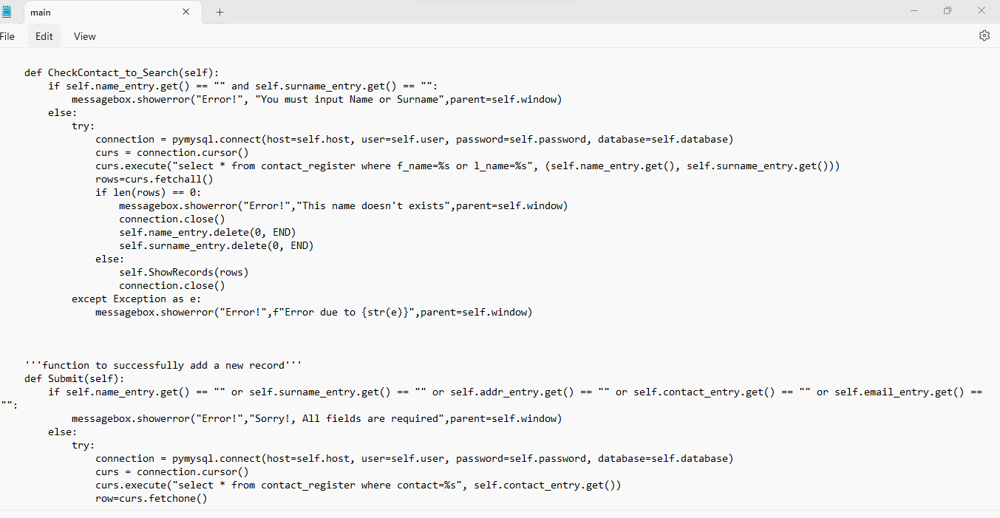 main
File Edit View
def CheckContact_to_Search(self):
if self.name_entry.get() == "" and self.surname_entry.get() == "":
messagebox.showerror("Error!", "You must input Name or Surname",parent=self.window)
else:
try:
connection = pymysql.connect(host=self.host, user=self.user, password=self.password, database=self.database)
curs = connection.cursor()
curs.execute("select * from contact_register where f_name=%s or l_name=%s", (self.name_entry.get(), self.surname_entry.get()))
rows=curs.fetchall()
if len(rows) == 0:
messagebox.showerror("Error!","This name doesn't exists",parent=self.window)
connection.close()
self.name_entry.delete(0, END)
self.surname_entry.delete(0, END)
else:
self.ShowRecords(rows)
connection.close()
except Exception as e:
messagebox.showerror("Error!",f"Error due to {str(e)}",parent=self.window)
'''function to successfully add a new record'''
def Submit(self):
if self.name_entry.get() == "" or self.surname_entry.get() == "" or self.addr_entry.get() == "" or self.contact_entry.get() == "" or self.email_entry.get() ==
"":
messagebox.showerror("Error!","Sorry!, All fields are required",parent=self.window)
else:
try:
connection = pymysql.connect(host=self.host, user=self.user, password=self.password, database=self.database)
curs = connection.cursor()
curs.execute("select * from contact_register where contact=%s", self.contact_entry.get())
row=curs.fetchone()